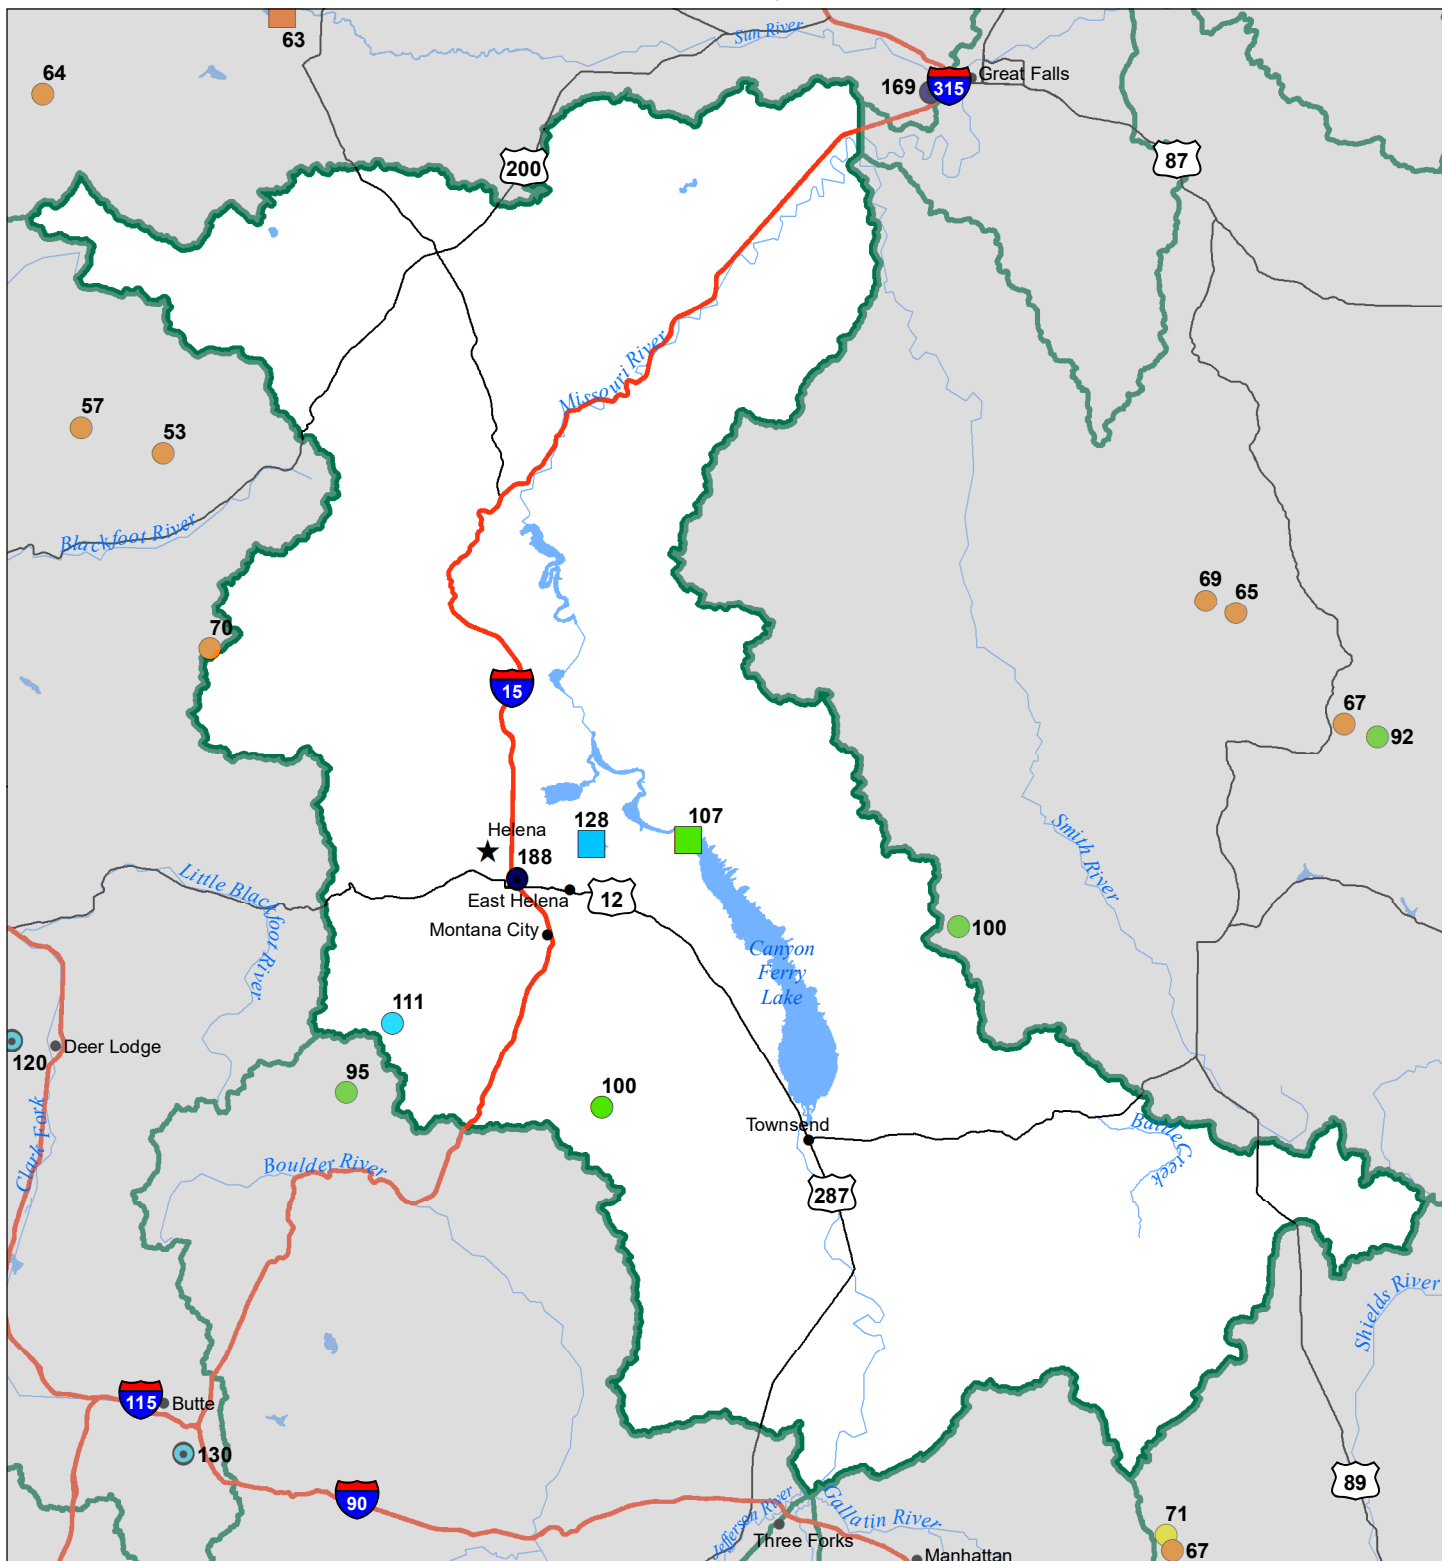 63
Sun River
64
Great Falls
169
315
200
87
Missouri River
57
53
Blackfoot River
69
65
70
15
67
92
128
107
Helena
Smith River
188
Little Blackfoot River
East Helena
12
Montana City
100
Canyon
Ferry
Lake
111
120
Deer Lodge
95
100
Clark Fork
Townsend
Battle Creek
Boulder River
287
Shields River
115
Butte
130
90
89
Jefferson River
Gallatin River
71
Three Forks
67
Manhattan